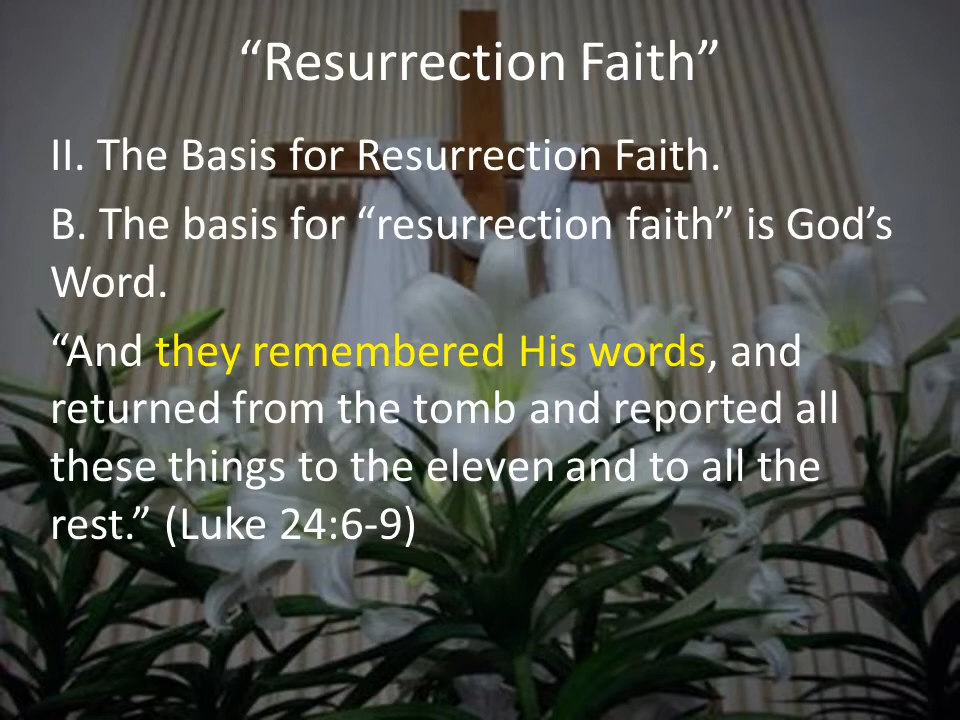 “Resurrection Faith”
II. The Basis for Resurrection Faith.
B. The basis for “resurrection faith” is God’s
Word.
“And they remembered His words, and
returned from the tomb and reported all
these things to the eleven and to all the
rest.” (Luke 24:6-9)